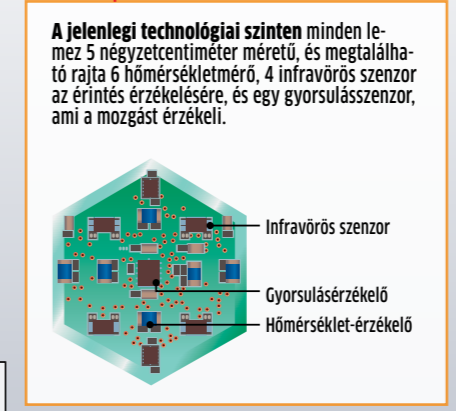 A jelenlegi technológiai szinten minden le-
mez 5 négyzetcentiméter méretű, és megtalálha-
tó rajta 6 hőmérsékletmérő, 4 infravörös szenzor
az érintés érzékelésére, és egy gyorsulásszenzor,
ami a mozgást érzékeli.
Infravörös szenzor
Gyorsulásérzékelő
Hőmérséklet-érzékelő